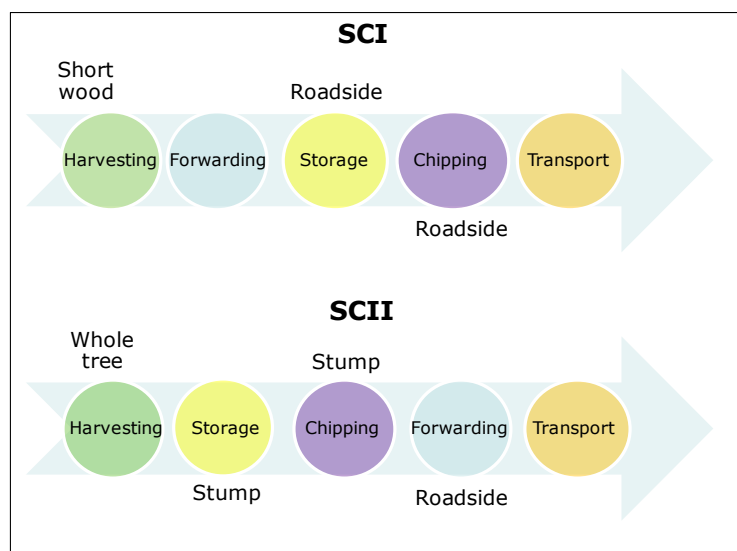 SCI
Short
wood
Roadside
Harvesting
Forwarding
Storage
Chipping
Transport
Roadside
SCII
Whole
tree
Stump
Harvesting
Storage
Chipping
Forwarding
Transport
Stump
Roadside